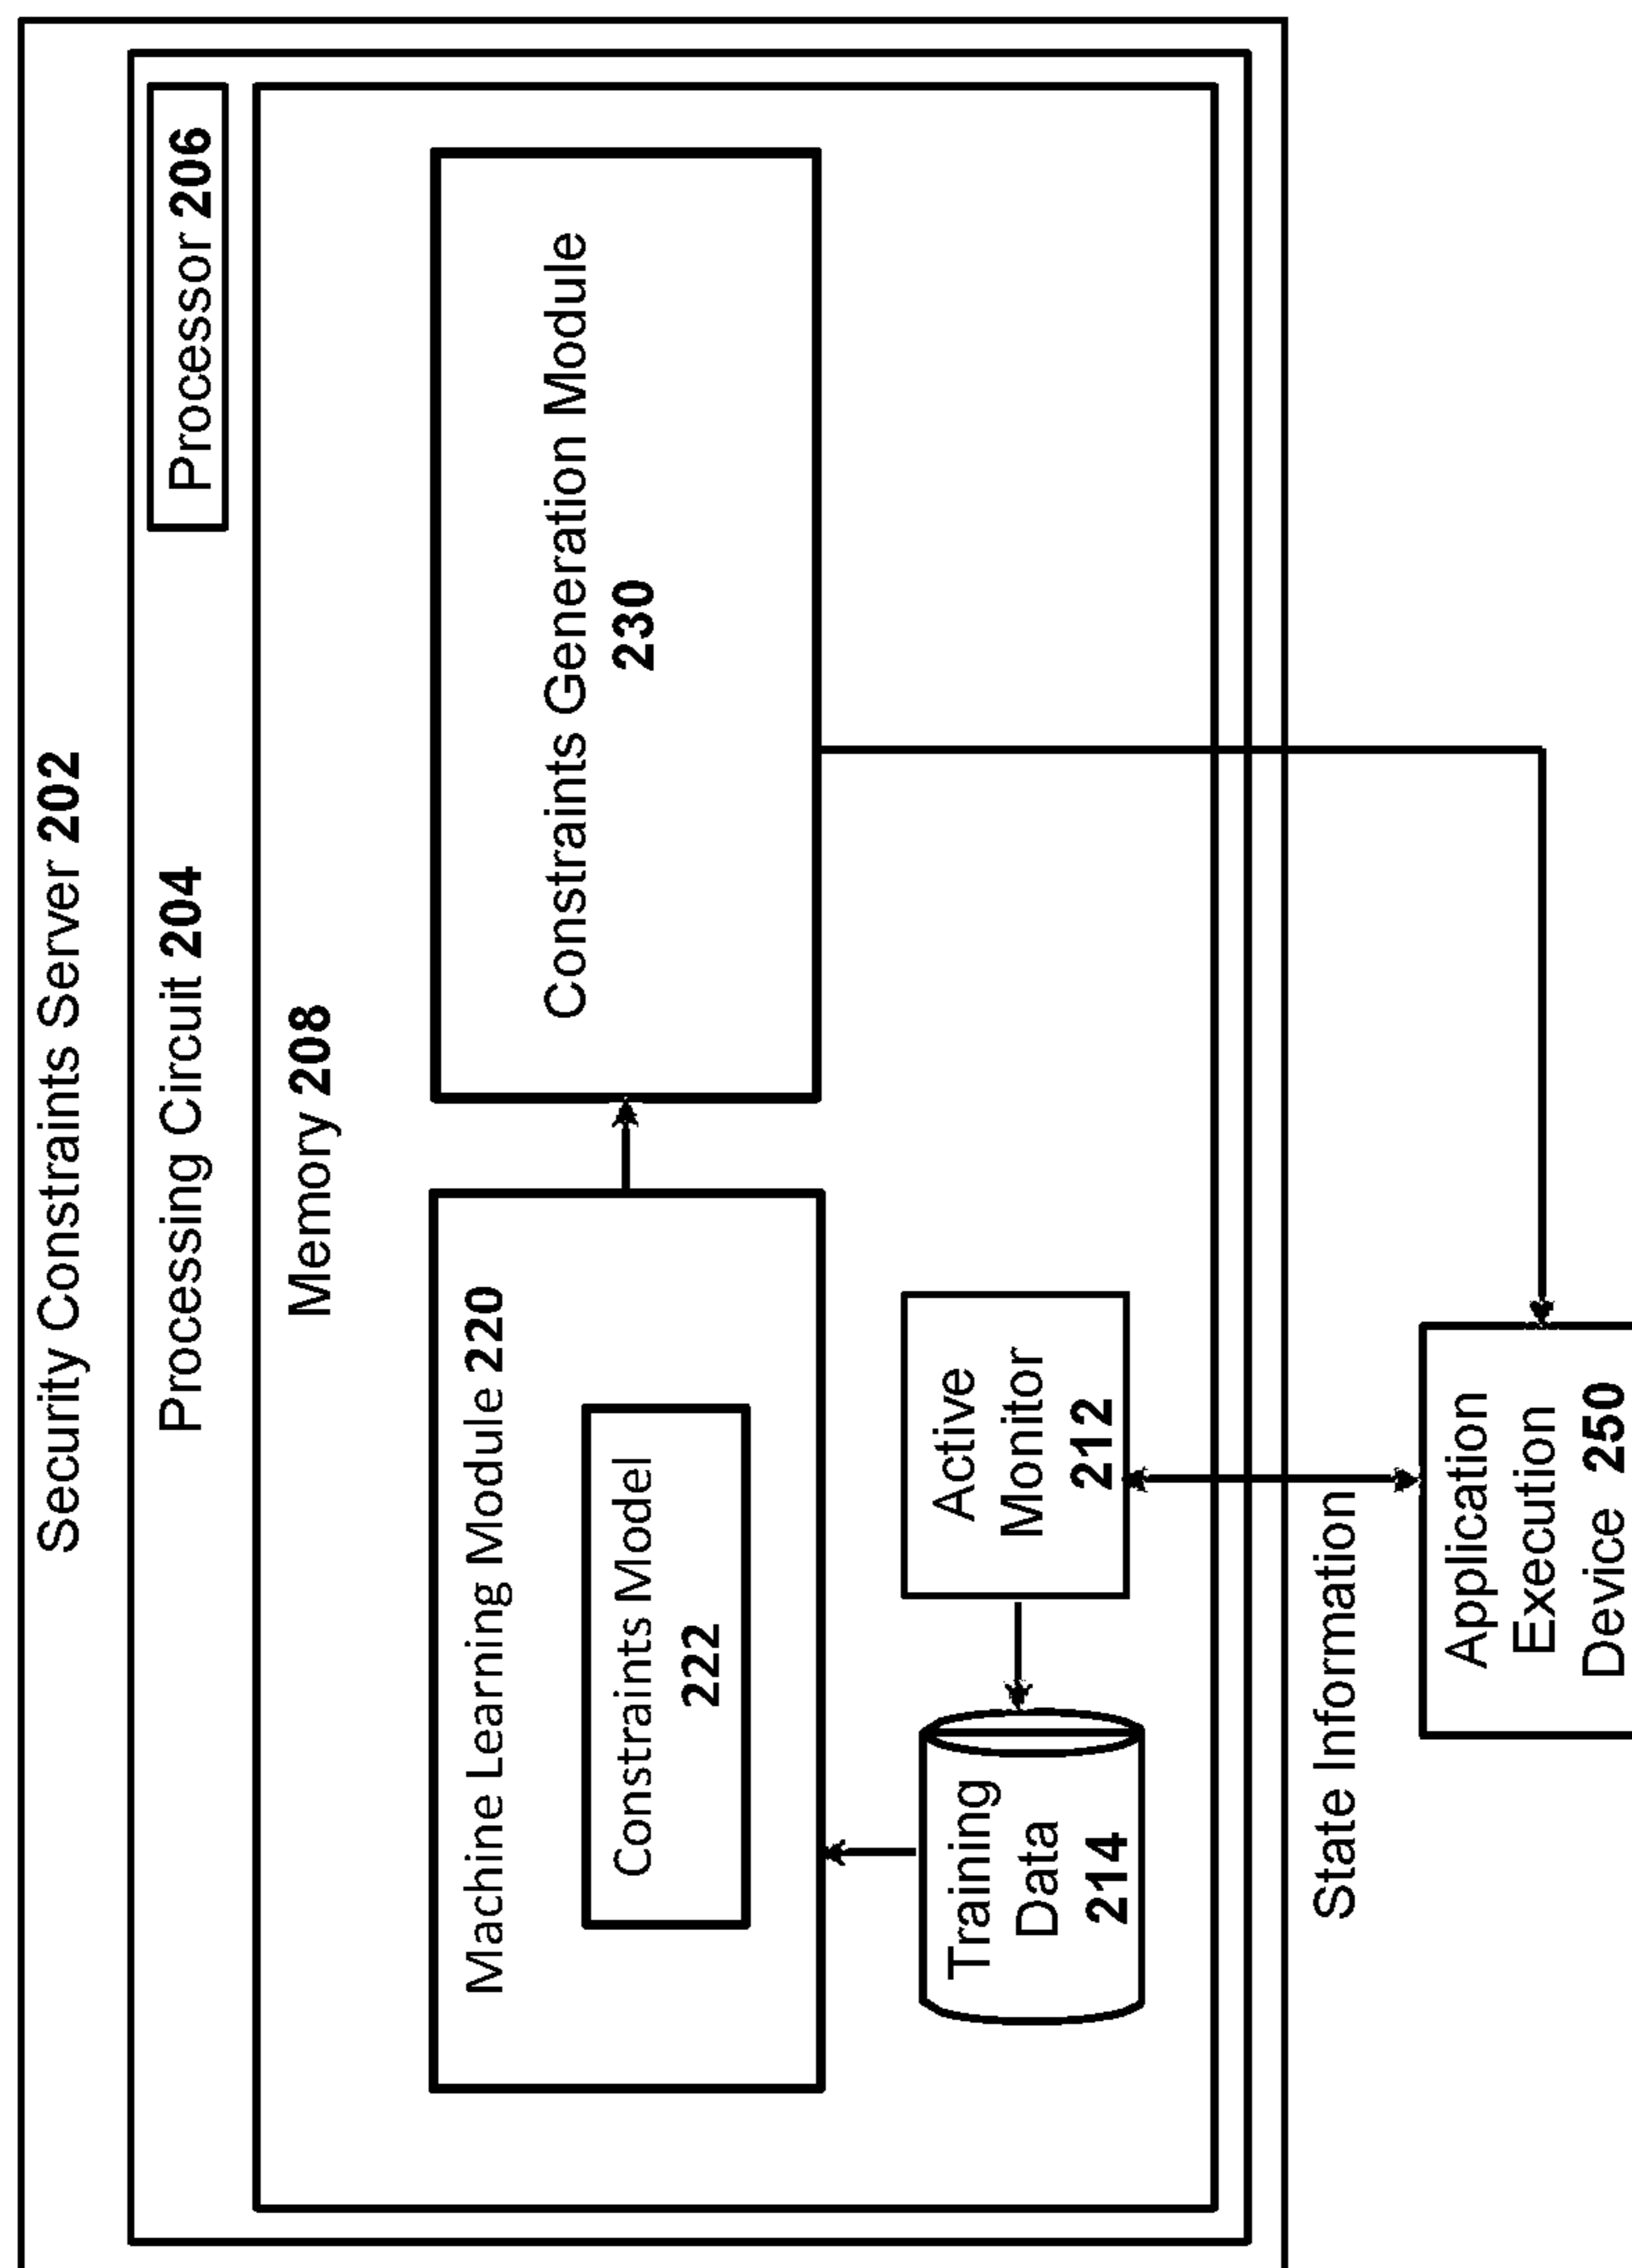 Security Constraints Server 202
Processing Circuit 204
Processor 206
Memory 208
Machine Learning Module 220
Constraints Model
222
Constraints Generation Module
230
Training
Data
214
Active
Monitor
212
State Information
Application
Execution
Device 250